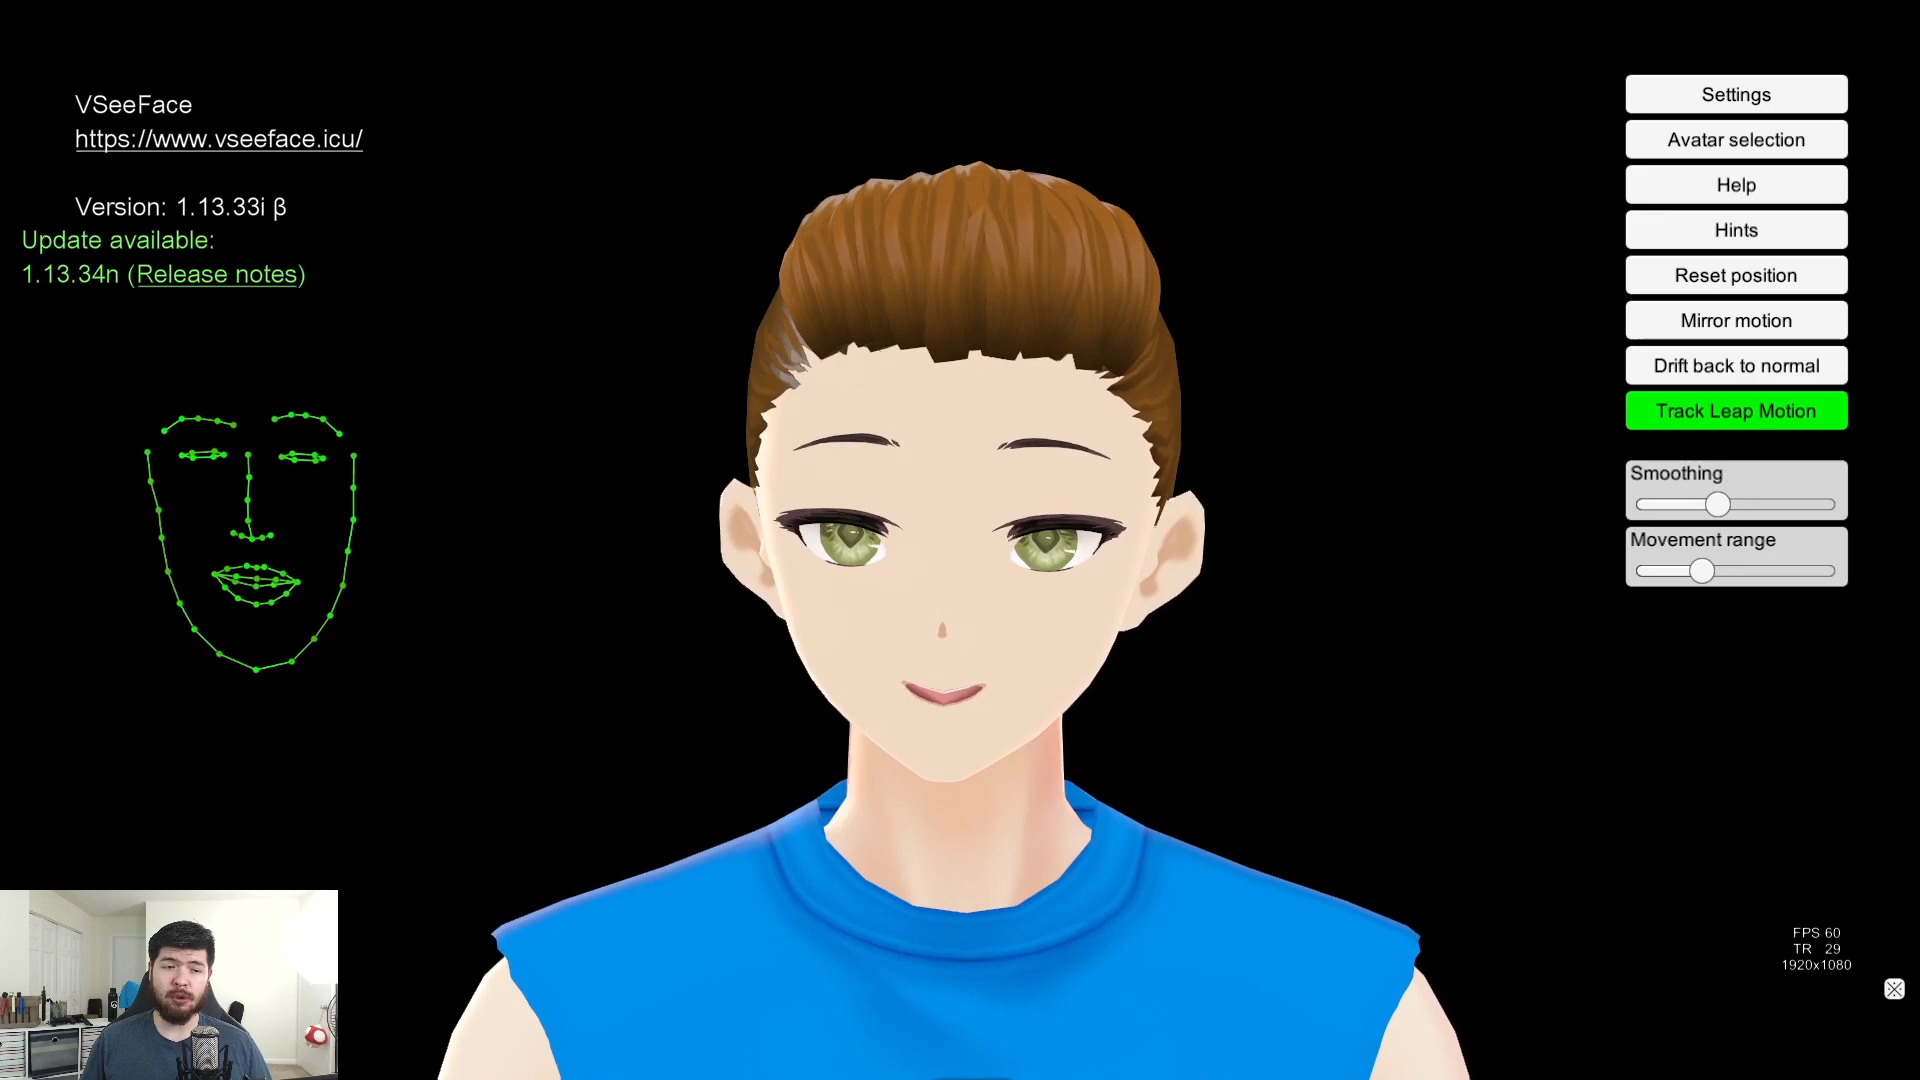 VSeeFace
https://www.vseeface.icu/
Version: 1.13.33i β
Update available:
1.13.34n (Release notes)
Settings
Avatar selection
Help
Hints
Reset position
Mirror motion
Drift back to normal
Track Leap Motion
Smoothing
Movement range
FPS 60
TR 29
1920x1080